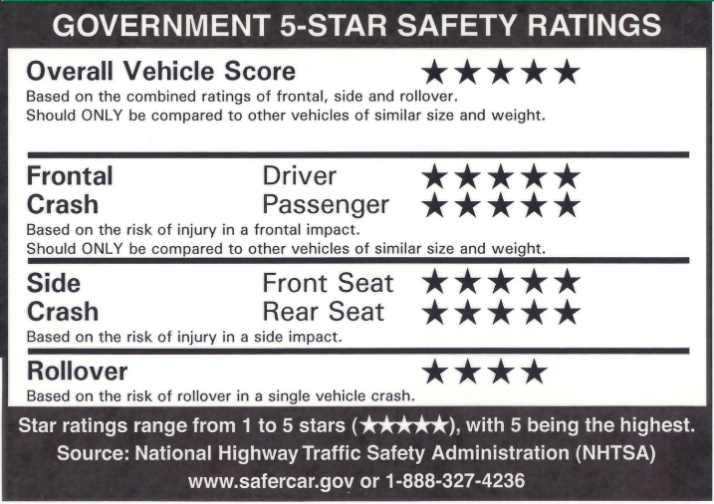 GOVERNMENT 5-STAR SAFETY RATINGS
Overall Vehicle Score ★★★★★
Based on the combined ratings of frontal, side and rollover.
Should ONLY be compared to other vehicles of similar size and weight.
Frontal Driver ★★★★★
Crash Passenger ★★★★★
Based on the risk of injury in a frontal impact.
Should ONLY be compared to other vehicles of similar size and weight.
Side Front Seat ★★★★★
Crash Rear Seat ★★★★★
Based on the risk of injury in a side impact.
Rollover ★★★★
Based on the risk of rollover in a single vehicle crash.
Star ratings range from 1 to 5 stars (★★★★★), with 5 being the highest.
Source: National Highway Traffic Safety Administration (NHTSA)
www.safercar.gov or 1-888-327-4236